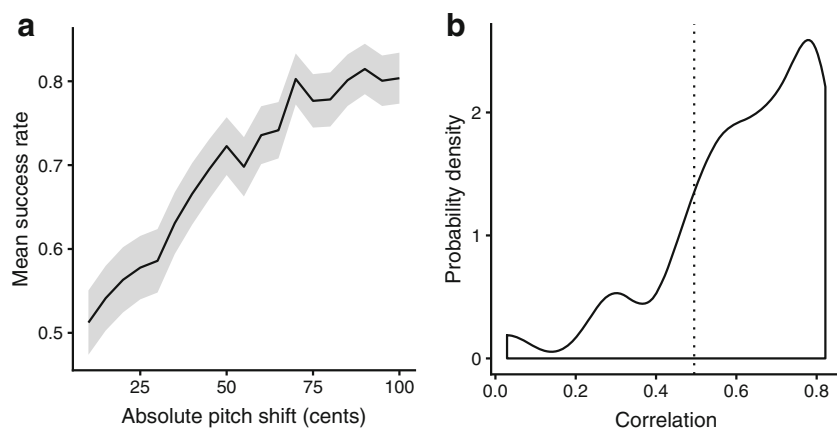 a
Mean success rate
0.8
0.7
0.6
0.5
25 50 75 100
Absolute pitch shift (cents)
b
Probability density
2
1
0
0.0 0.2 0.4 0.6 0.8
Correlation